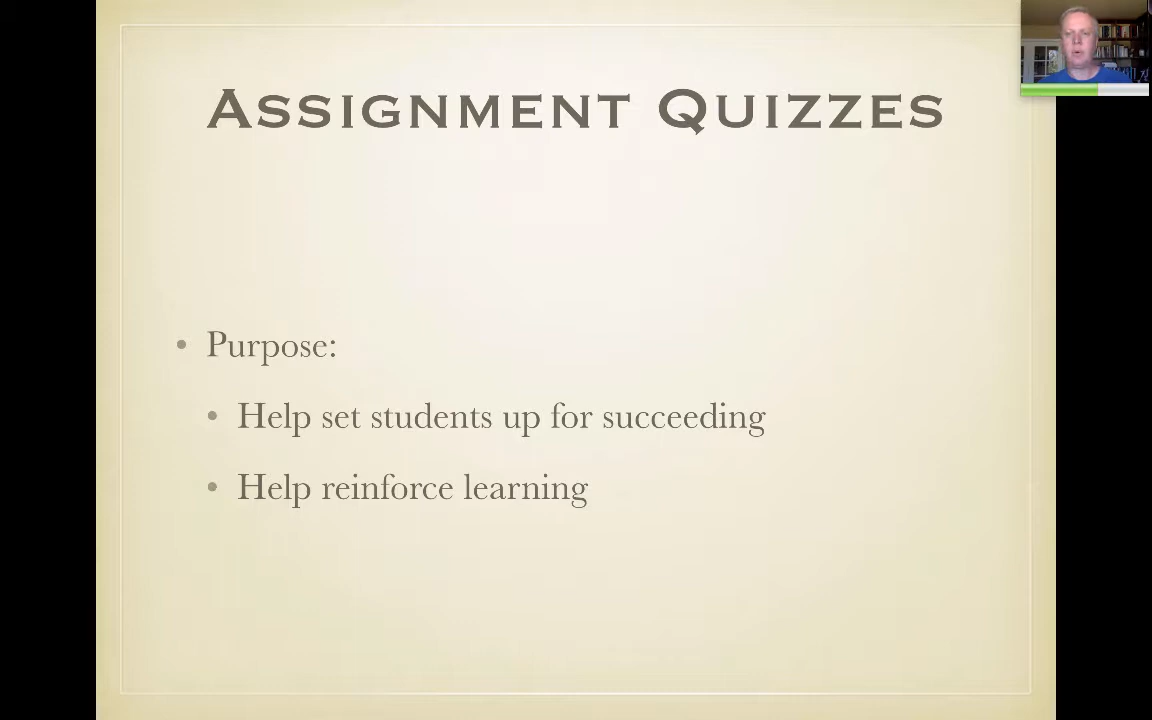 Assignment Quizzes
• Purpose:
• Help set students up for succeeding
• Help reinforce learning